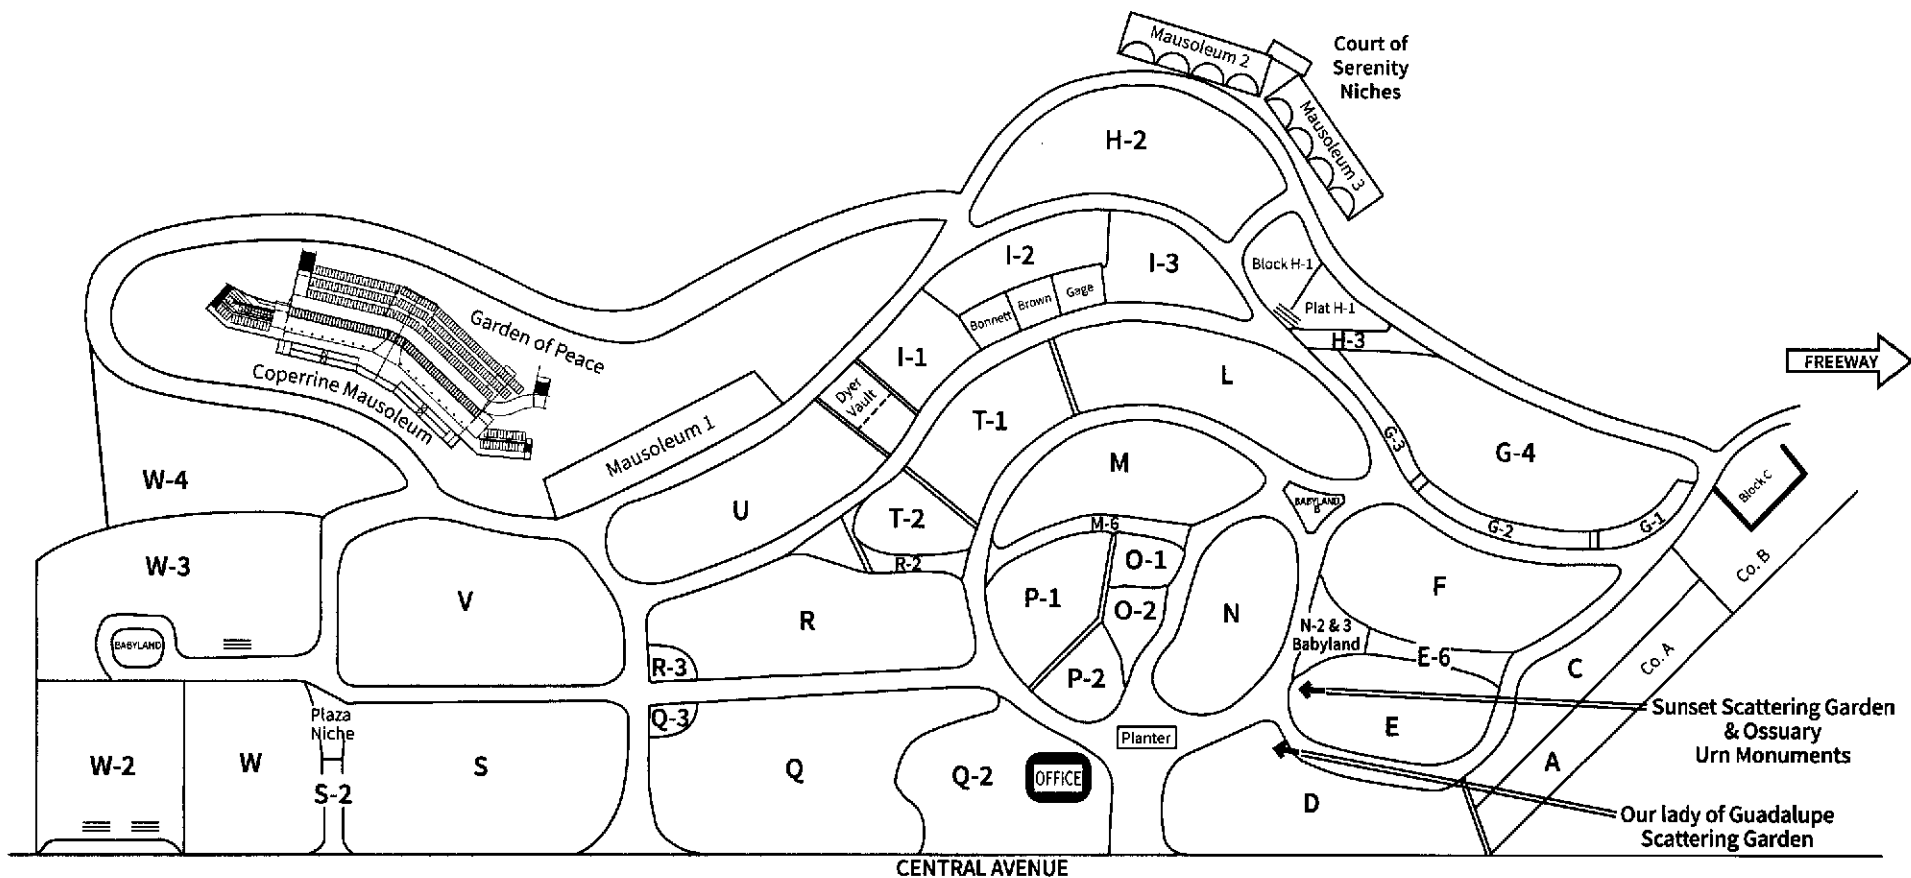 Mausoleum 2
Court of
Serenity
Niches
Mausoleum 3
H-2
I-2
I-3
Block H-1
Plat H-1
H-3
Bonnett
Brown
Gage
I-1
Dyer
Vault
Garden of Peace
Coperrine Mausoleum
Mausoleum 1
FREEWAY
L
T-1
M
G-3
G-4
G-2
G-1
Block C
Co. B
Co. A
W-4
U
T-2
R-2
M-6
BABYLAND
B
W-3
V
R
P-1
O-1
O-2
N
F
N-2 & 3
Babyland
E-6
C
BABYLAND
R-3
Q-3
P-2
Planter
E
Sunset Scattering Garden
& Ossuary
Urn Monuments
Plaza
Niche
W-2
W
S-2
S
Q
Q-2
OFFICE
D
A
Our lady of Guadalupe
Scattering Garden
CENTRAL AVENUE